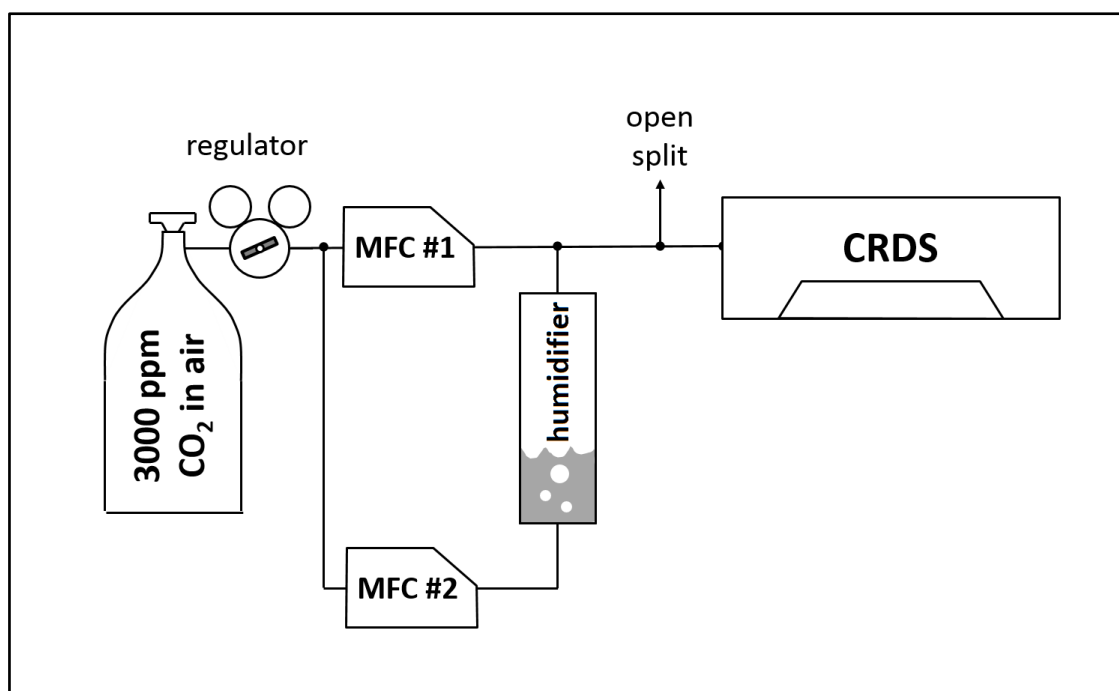 regulator
open
split
MFC #1
CRDS
3000 ppm
CO₂ in air
humidifier
MFC #2